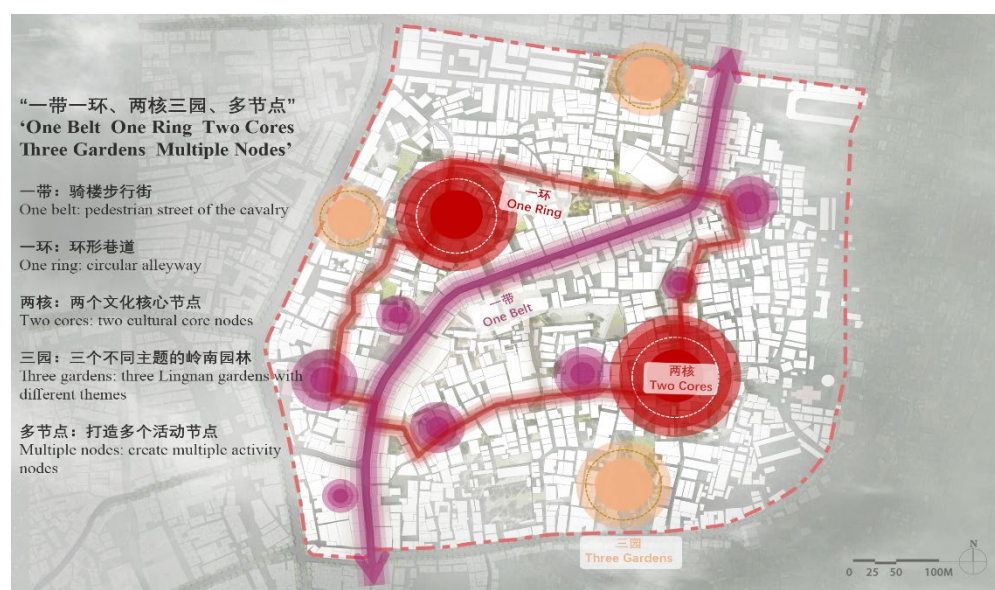 “一带一环、两核三园、多节点”
‘One Belt One Ring Two Cores
Three Gardens Multiple Nodes’
一带：骑楼步行街
One belt: pedestrian street of the cavalry
一环：环形巷道
One ring: circular alleyway
两核：两个文化核心节点
Two cores: two cultural core nodes
三园：三个不同主题的岭南园林
Three gardens: three Lingnan gardens with
different themes
多节点：打造多个活动节点
Multiple nodes: create multiple activity
nodes
一环
One Ring
一带
One Belt
两核
Two Cores
三园
Three Gardens
N
0 25 50 100M